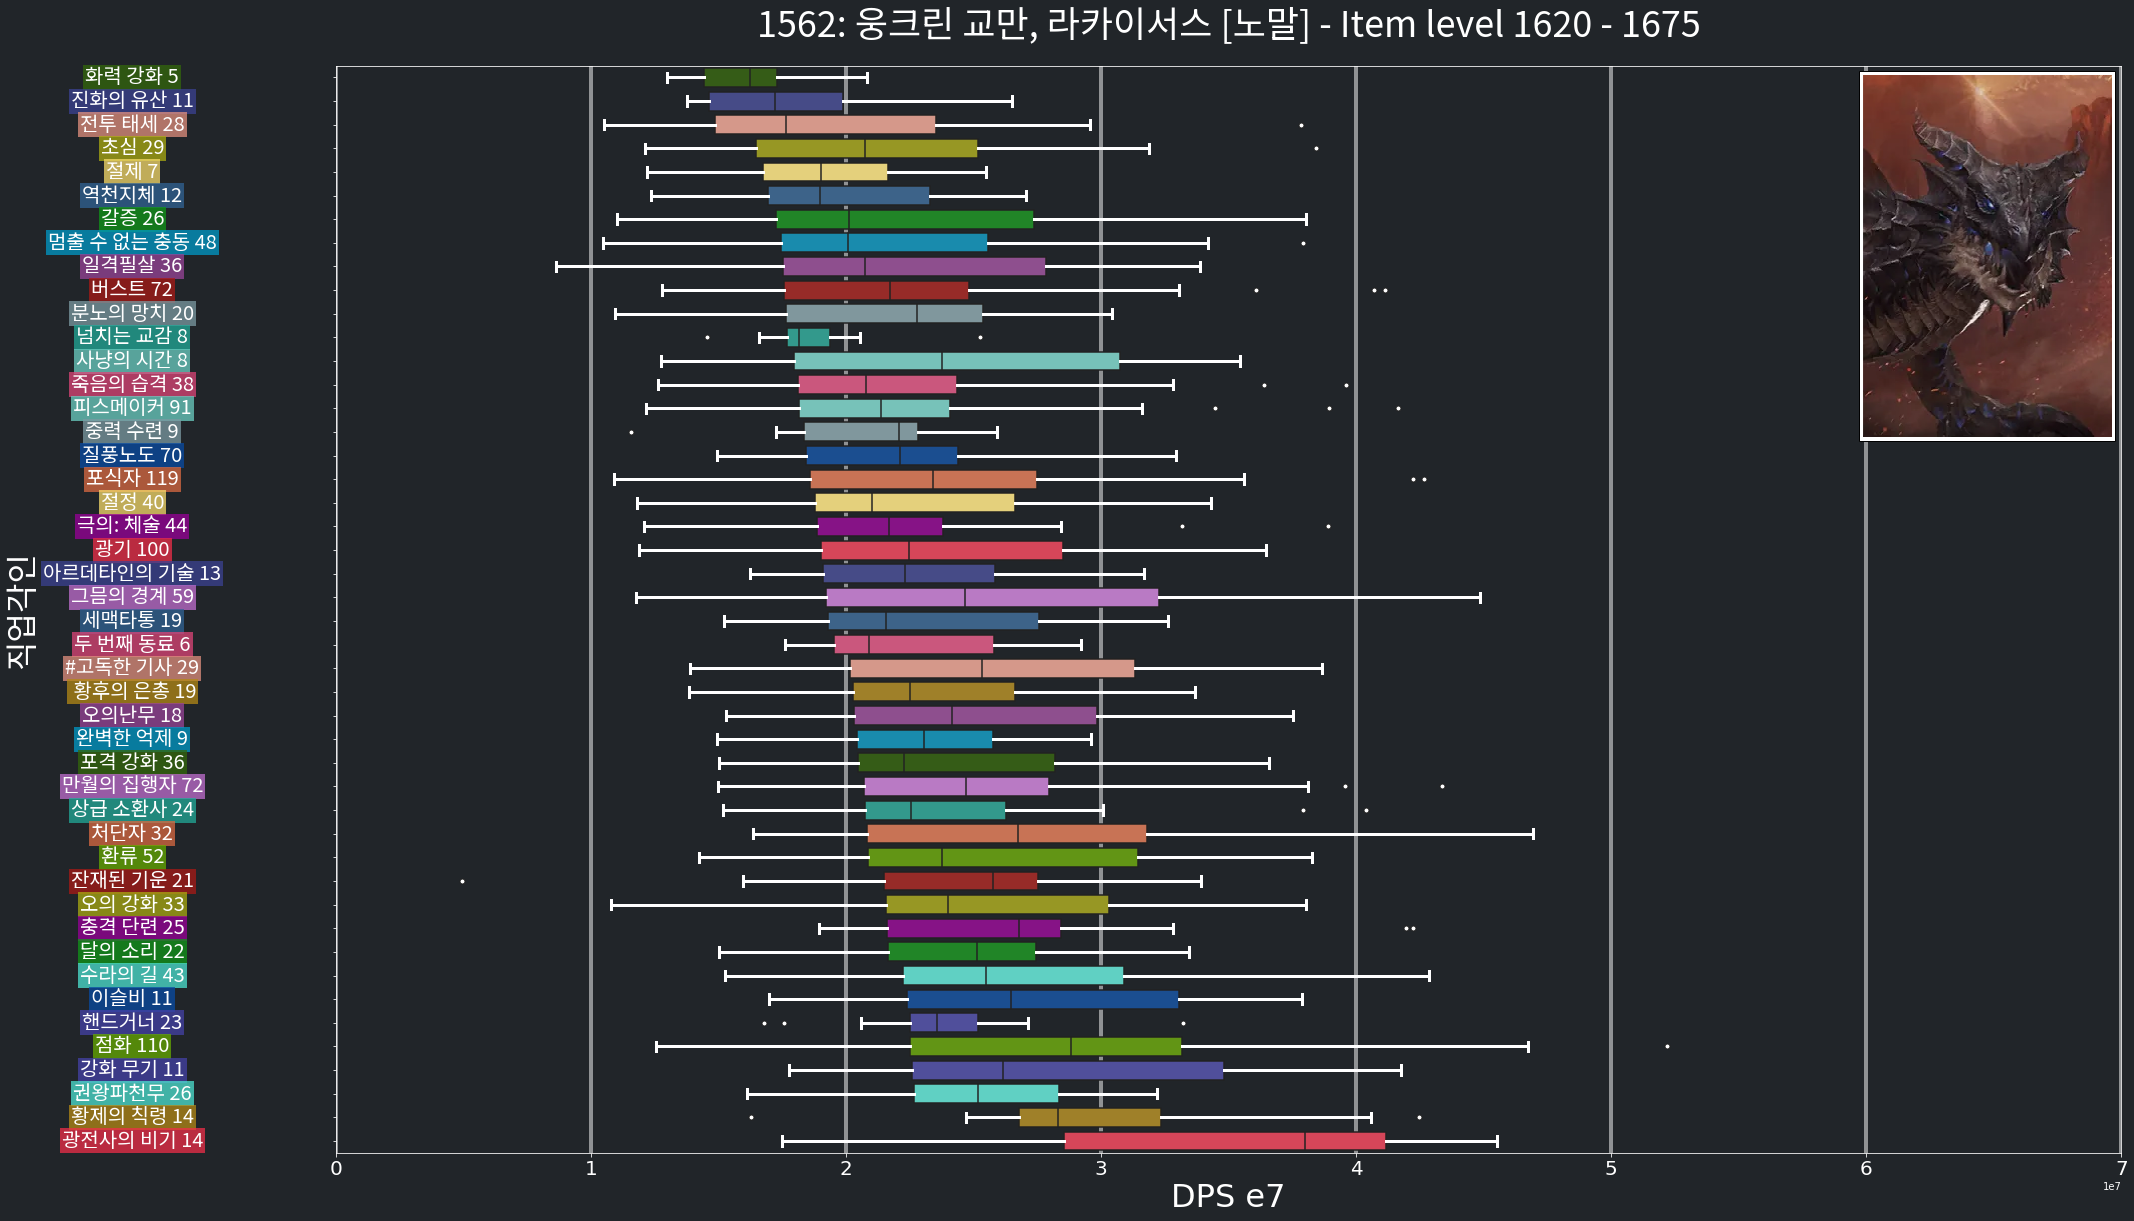 1562: 웅크린 교만, 라카이서스 [노말] - Item level 1620 - 1675
직업각인
화력 강화 5
진화의 유산 11
전투 태세 28
초심 29
절제 7
역천지체 12
갈증 26
멈출 수 없는 충동 48
일격필살 36
버스트 72
분노의 망치 20
넘치는 교감 8
사냥의 시간 8
죽음의 습격 38
피스메이커 91
중력 수련 9
질풍노도 70
포식자 119
절정 40
극의: 체술 44
광기 100
아르데타인의 기술 13
그믐의 경계 59
세맥타통 19
두 번째 동료 6
#고독한 기사 29
황후의 은총 19
오의난무 18
완벽한 억제 9
포격 강화 36
만월의 집행자 72
상급 소환사 24
처단자 32
환류 52
잔재된 기운 21
오의 강화 33
충격 단련 25
달의 소리 22
수라의 길 43
이슬비 11
핸드거너 23
점화 110
강화 무기 11
권왕파천무 26
황제의 칙령 14
광전사의 비기 14
0 1 2 3 4 5 6 7
1e7
DPS e7